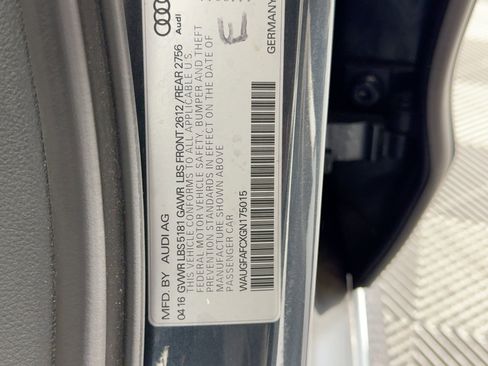 MFD. BY AUDI AG
04 16 GVWR LBS 5181 GAWR LBS FRONT 2612 /REAR 2756
THIS VEHICLE CONFORMS TO ALL APPLICABLE U S
FEDERAL MOTOR VEHICLE SAFETY, BUMPER AND THEFT
PREVENTION STANDARDS IN EFFECT ON THE DATE OF
MANUFACTURE SHOWN ABOVE
PASSENGER CAR
WAUGFAFCXGN175015
Audi
E
GERMANY